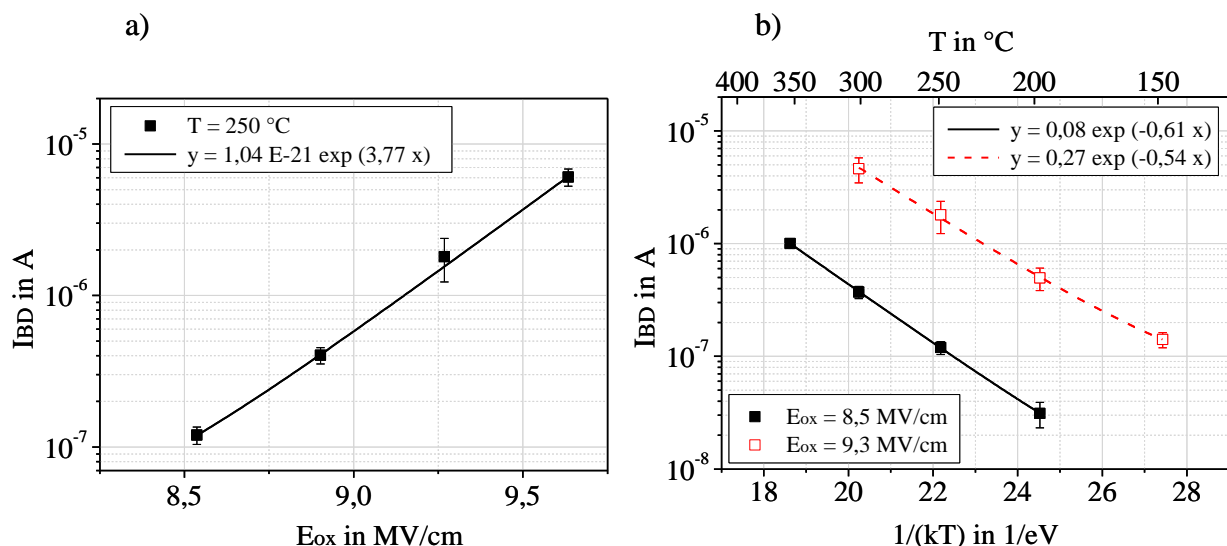 a)
T = 250 °C
y = 1,04 E-21 exp (3,77 x)
10⁻⁵
10⁻⁶
10⁻⁷
IBD in A
8,5 9,0 9,5
Eox in MV/cm
b)
T in °C
400 350 300 250 200 150
y = 0,08 exp (-0,61 x)
y = 0,27 exp (-0,54 x)
10⁻⁵
10⁻⁶
10⁻⁷
10⁻⁸
IBD in A
Eox = 8,5 MV/cm
Eox = 9,3 MV/cm
18 20 22 24 26 28
1/(kT) in 1/eV